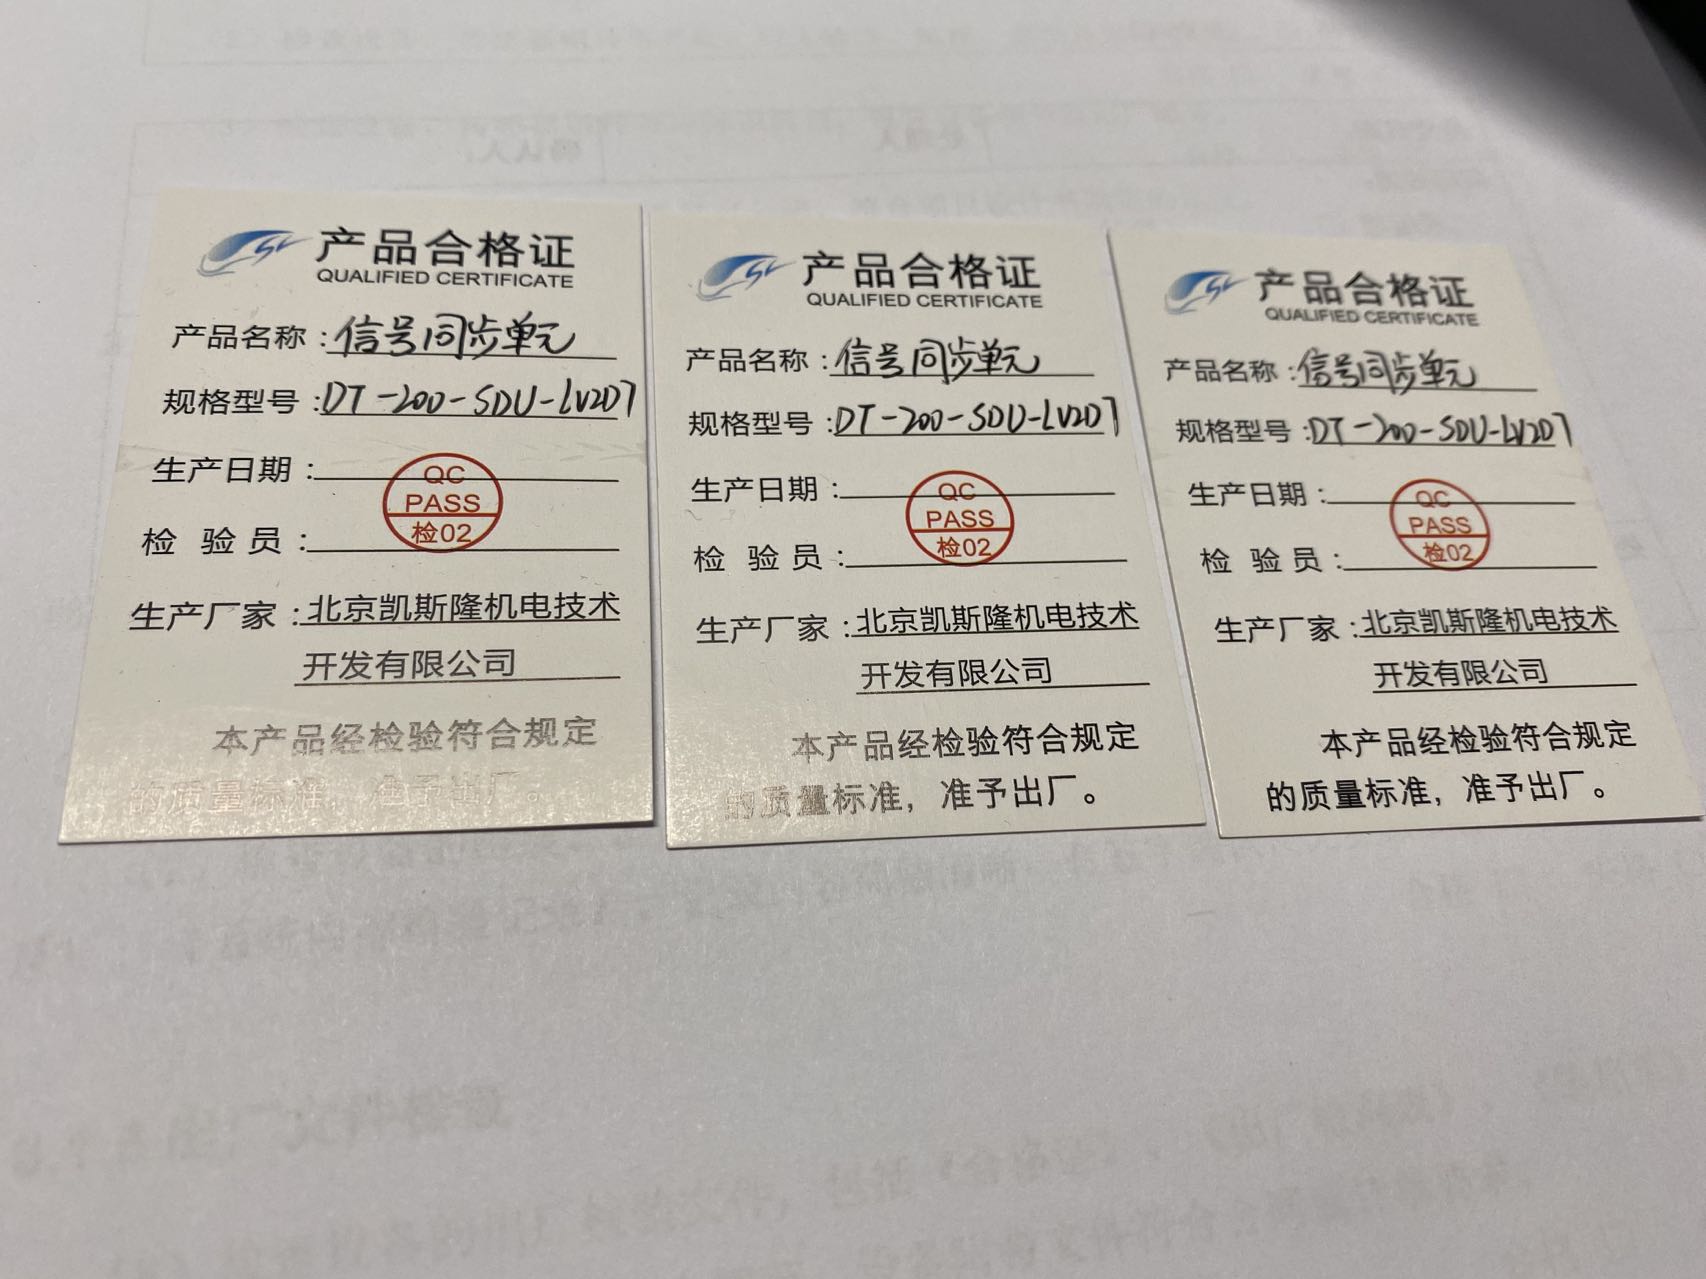 产品合格证
QUALIFIED CERTIFICATE
产品名称：信号同步单元
规格型号：DT-200-SDU-LV2D7
生产日期：
QC
PASS
检02
检 验 员：
生产厂家：北京凯斯隆机电技术
开发有限公司
本产品经检验符合规定
的质量标准，准予出厂。
产品合格证
QUALIFIED CERTIFICATE
产品名称：信号同步单元
规格型号：DT-200-SDU-LV2D7
生产日期：
QC
PASS
检02
检 验 员：
生产厂家：北京凯斯隆机电技术
开发有限公司
本产品经检验符合规定
的质量标准，准予出厂。
产品合格证
QUALIFIED CERTIFICATE
产品名称：信号同步单元
规格型号：DT-200-SDU-LV2D7
生产日期：
QC
PASS
检02
检 验 员：
生产厂家：北京凯斯隆机电技术
开发有限公司
本产品经检验符合规定
的质量标准，准予出厂。